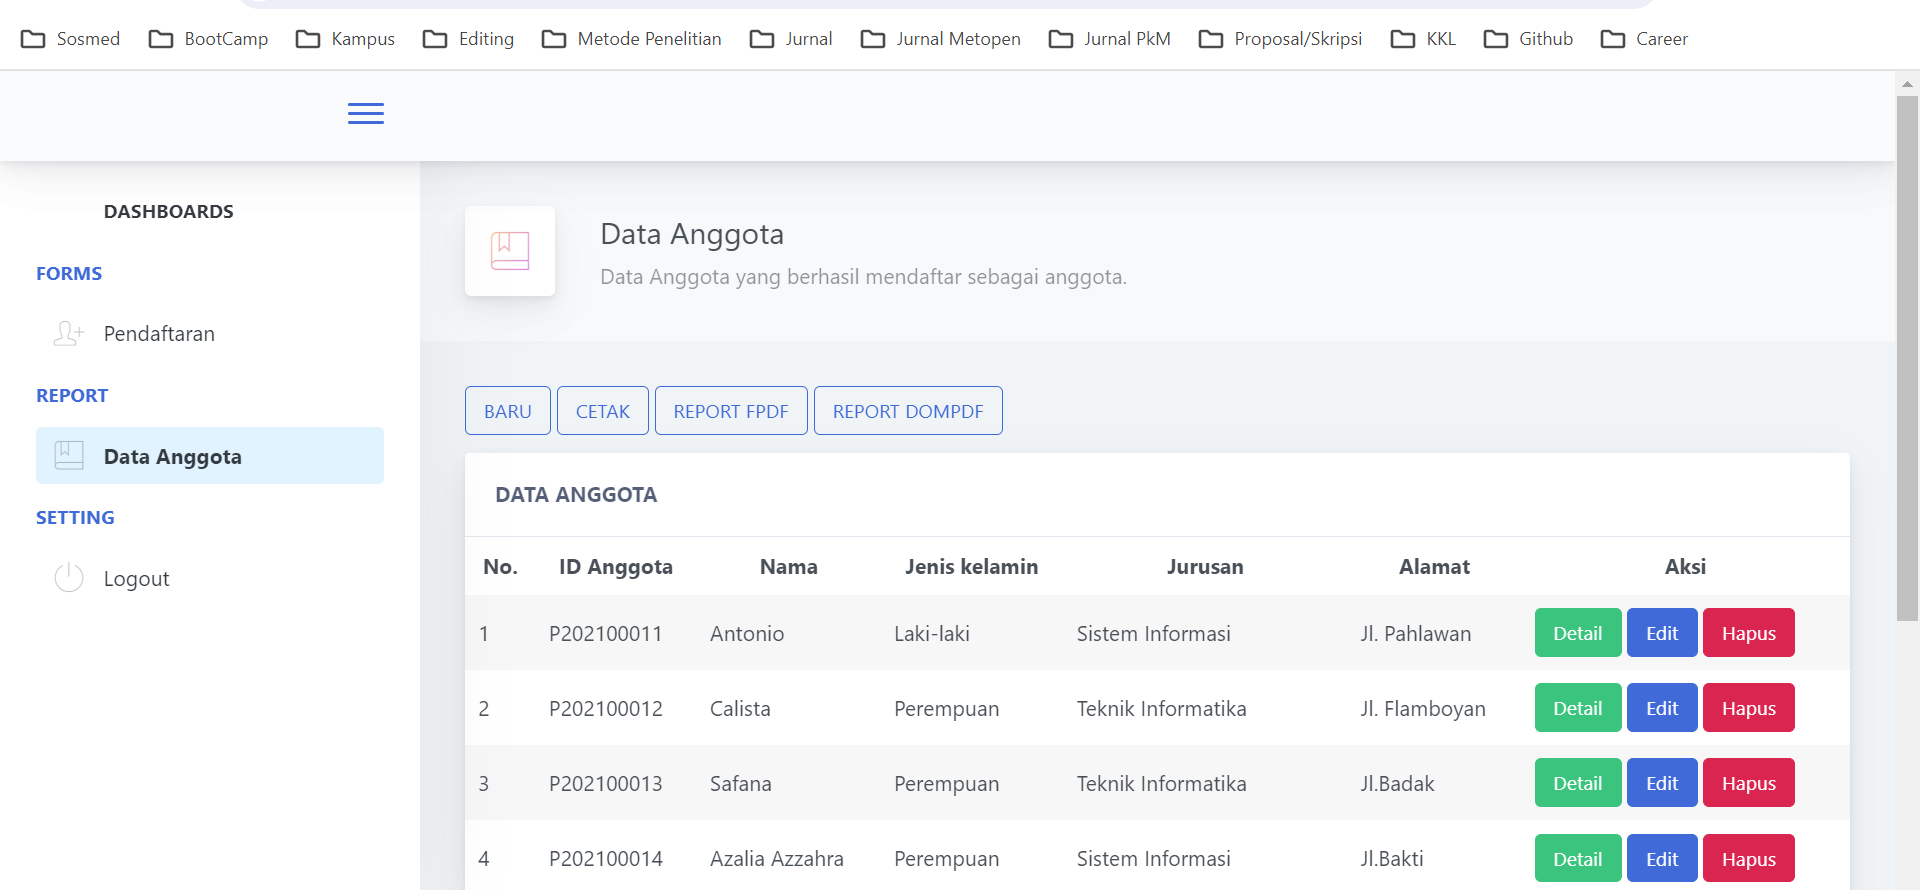 Sosmed BootCamp Kampus Editing Metode Penelitian Jurnal Jurnal Metopen Jurnal PkM Proposal/Skripsi KKL Github Career
DASHBOARDS
FORMS
Pendaftaran
REPORT
Data Anggota
SETTING
Logout
Data Anggota
Data Anggota yang berhasil mendaftar sebagai anggota.
BARU CETAK REPORT FPDF REPORT DOMPDF
DATA ANGGOTA
No. ID Anggota Nama Jenis kelamin Jurusan Alamat Aksi
1 P202100011 Antonio Laki-laki Sistem Informasi Jl. Pahlawan Detail Edit Hapus
2 P202100012 Calista Perempuan Teknik Informatika Jl. Flamboyan Detail Edit Hapus
3 P202100013 Safana Perempuan Teknik Informatika Jl.Badak Detail Edit Hapus
4 P202100014 Azalia Azzahra Perempuan Sistem Informasi Jl.Bakti Detail Edit Hapus